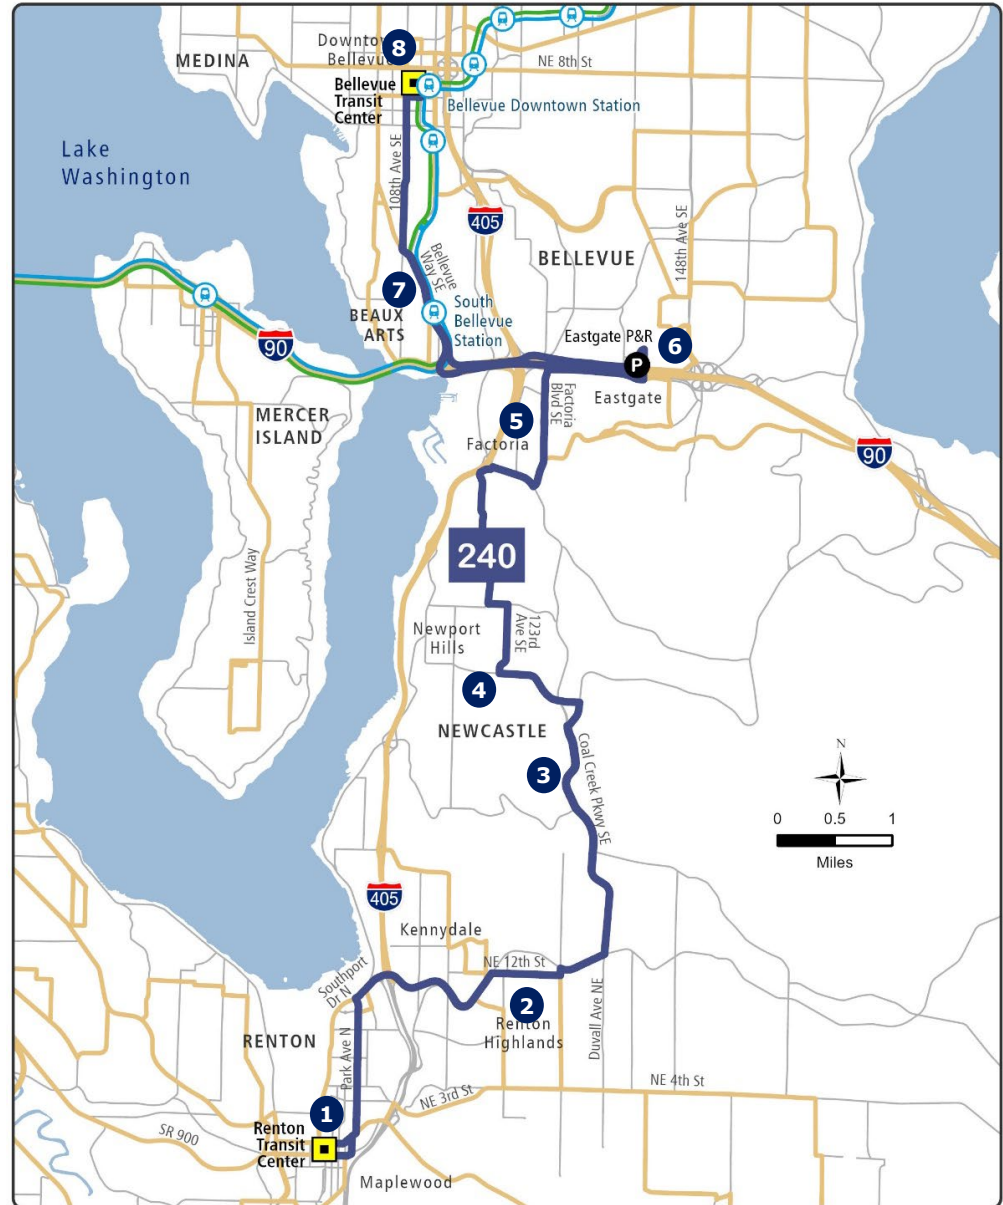 Downtow
Bellevue
8
MEDINA
NE 8th St
Bellevue
Transit
Center
Bellevue Downtown Station
Lake
Washington
108th Ave SE
405
148th Ave SE
BELLEVUE
Bellevue
Way SE
7
BEAUX
ARTS
South
Bellevue
Station
Eastgate P&R
6
P
90
Eastgate
Factoria
Blvd SE
MERCER
ISLAND
5
Factoria
90
240
Island Crest Way
Newport
Hills
123rd
Ave SE
4
NEWCASTLE
3
Coal Creek Pkwy SE
N
0 0.5 1
Miles
405
Kennydale
NE 12th St
Southport
Dr N
2
Renton
Highlands
Duvall Ave NE
RENTON
Park Ave N
NE 4th St
NE 3rd St
1
SR 900
Renton
Transit
Center
Maplewood